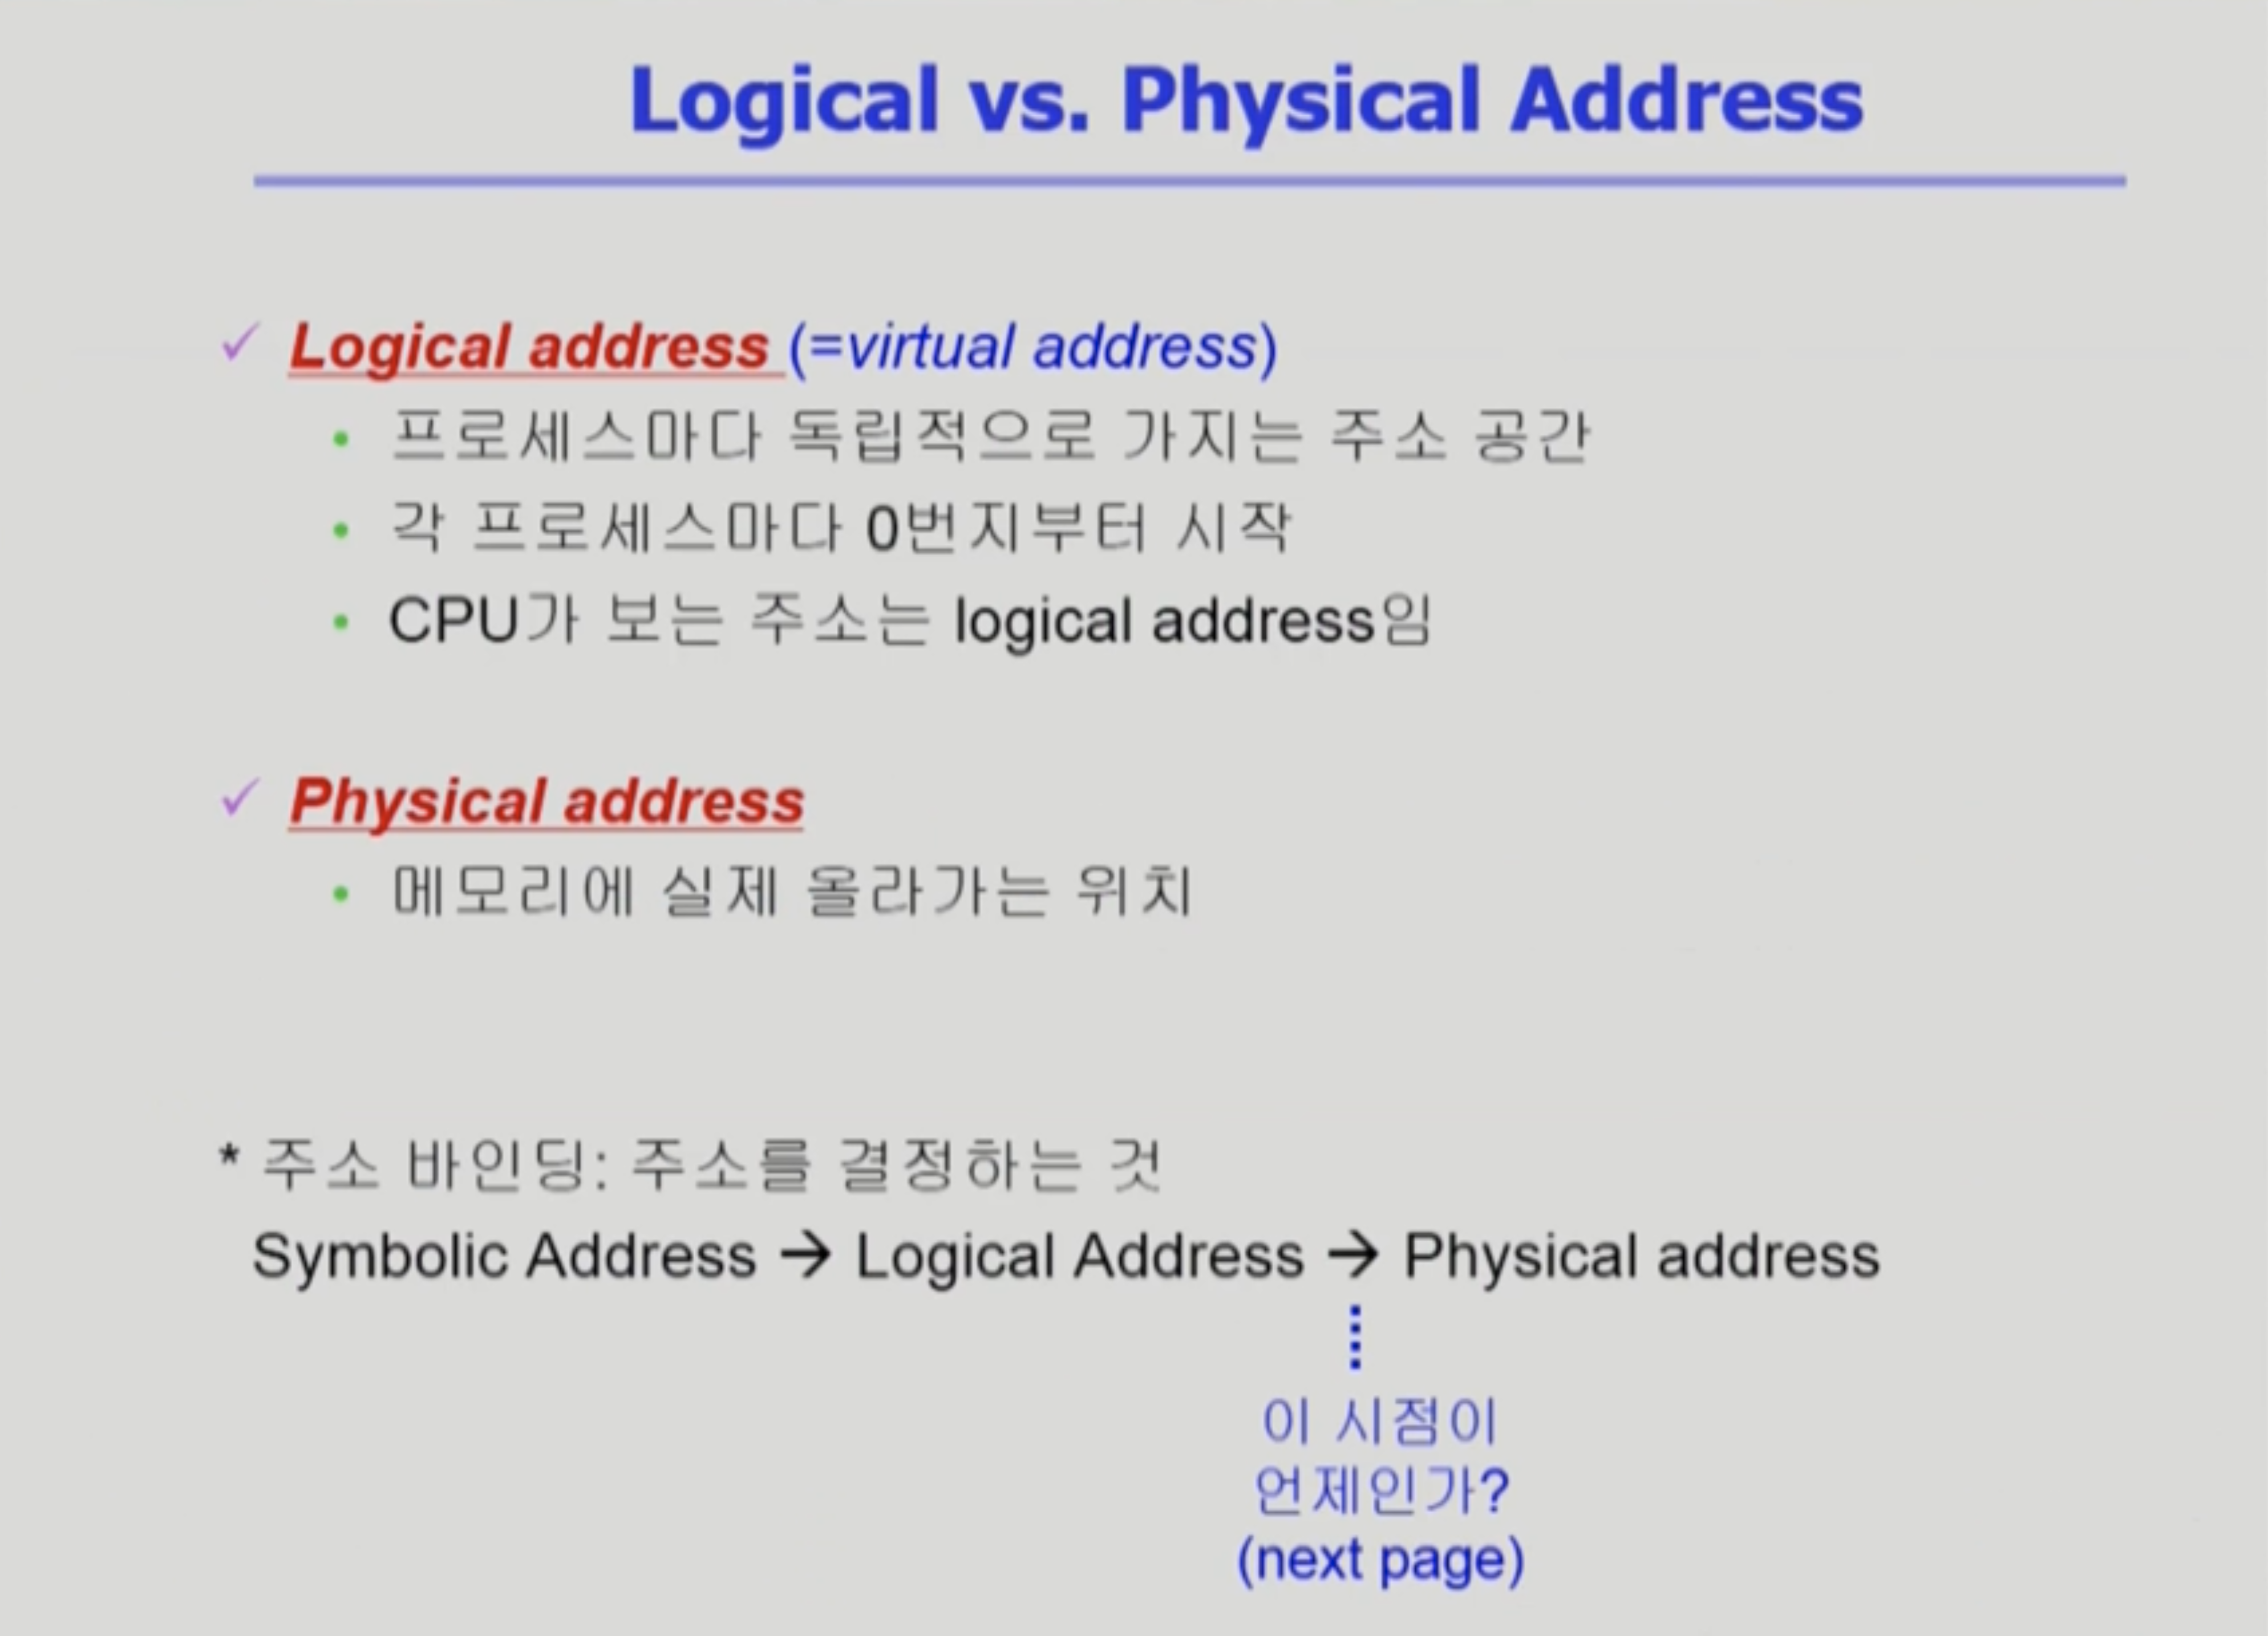 Logical vs. Physical Address
✓ Logical address (=virtual address)
• 프로세스마다 독립적으로 가지는 주소 공간
• 각 프로세스마다 0번지부터 시작
• CPU가 보는 주소는 logical address임
✓ Physical address
• 메모리에 실제 올라가는 위치
* 주소 바인딩: 주소를 결정하는 것
Symbolic Address → Logical Address → Physical address
이 시점이
언제인가?
(next page)